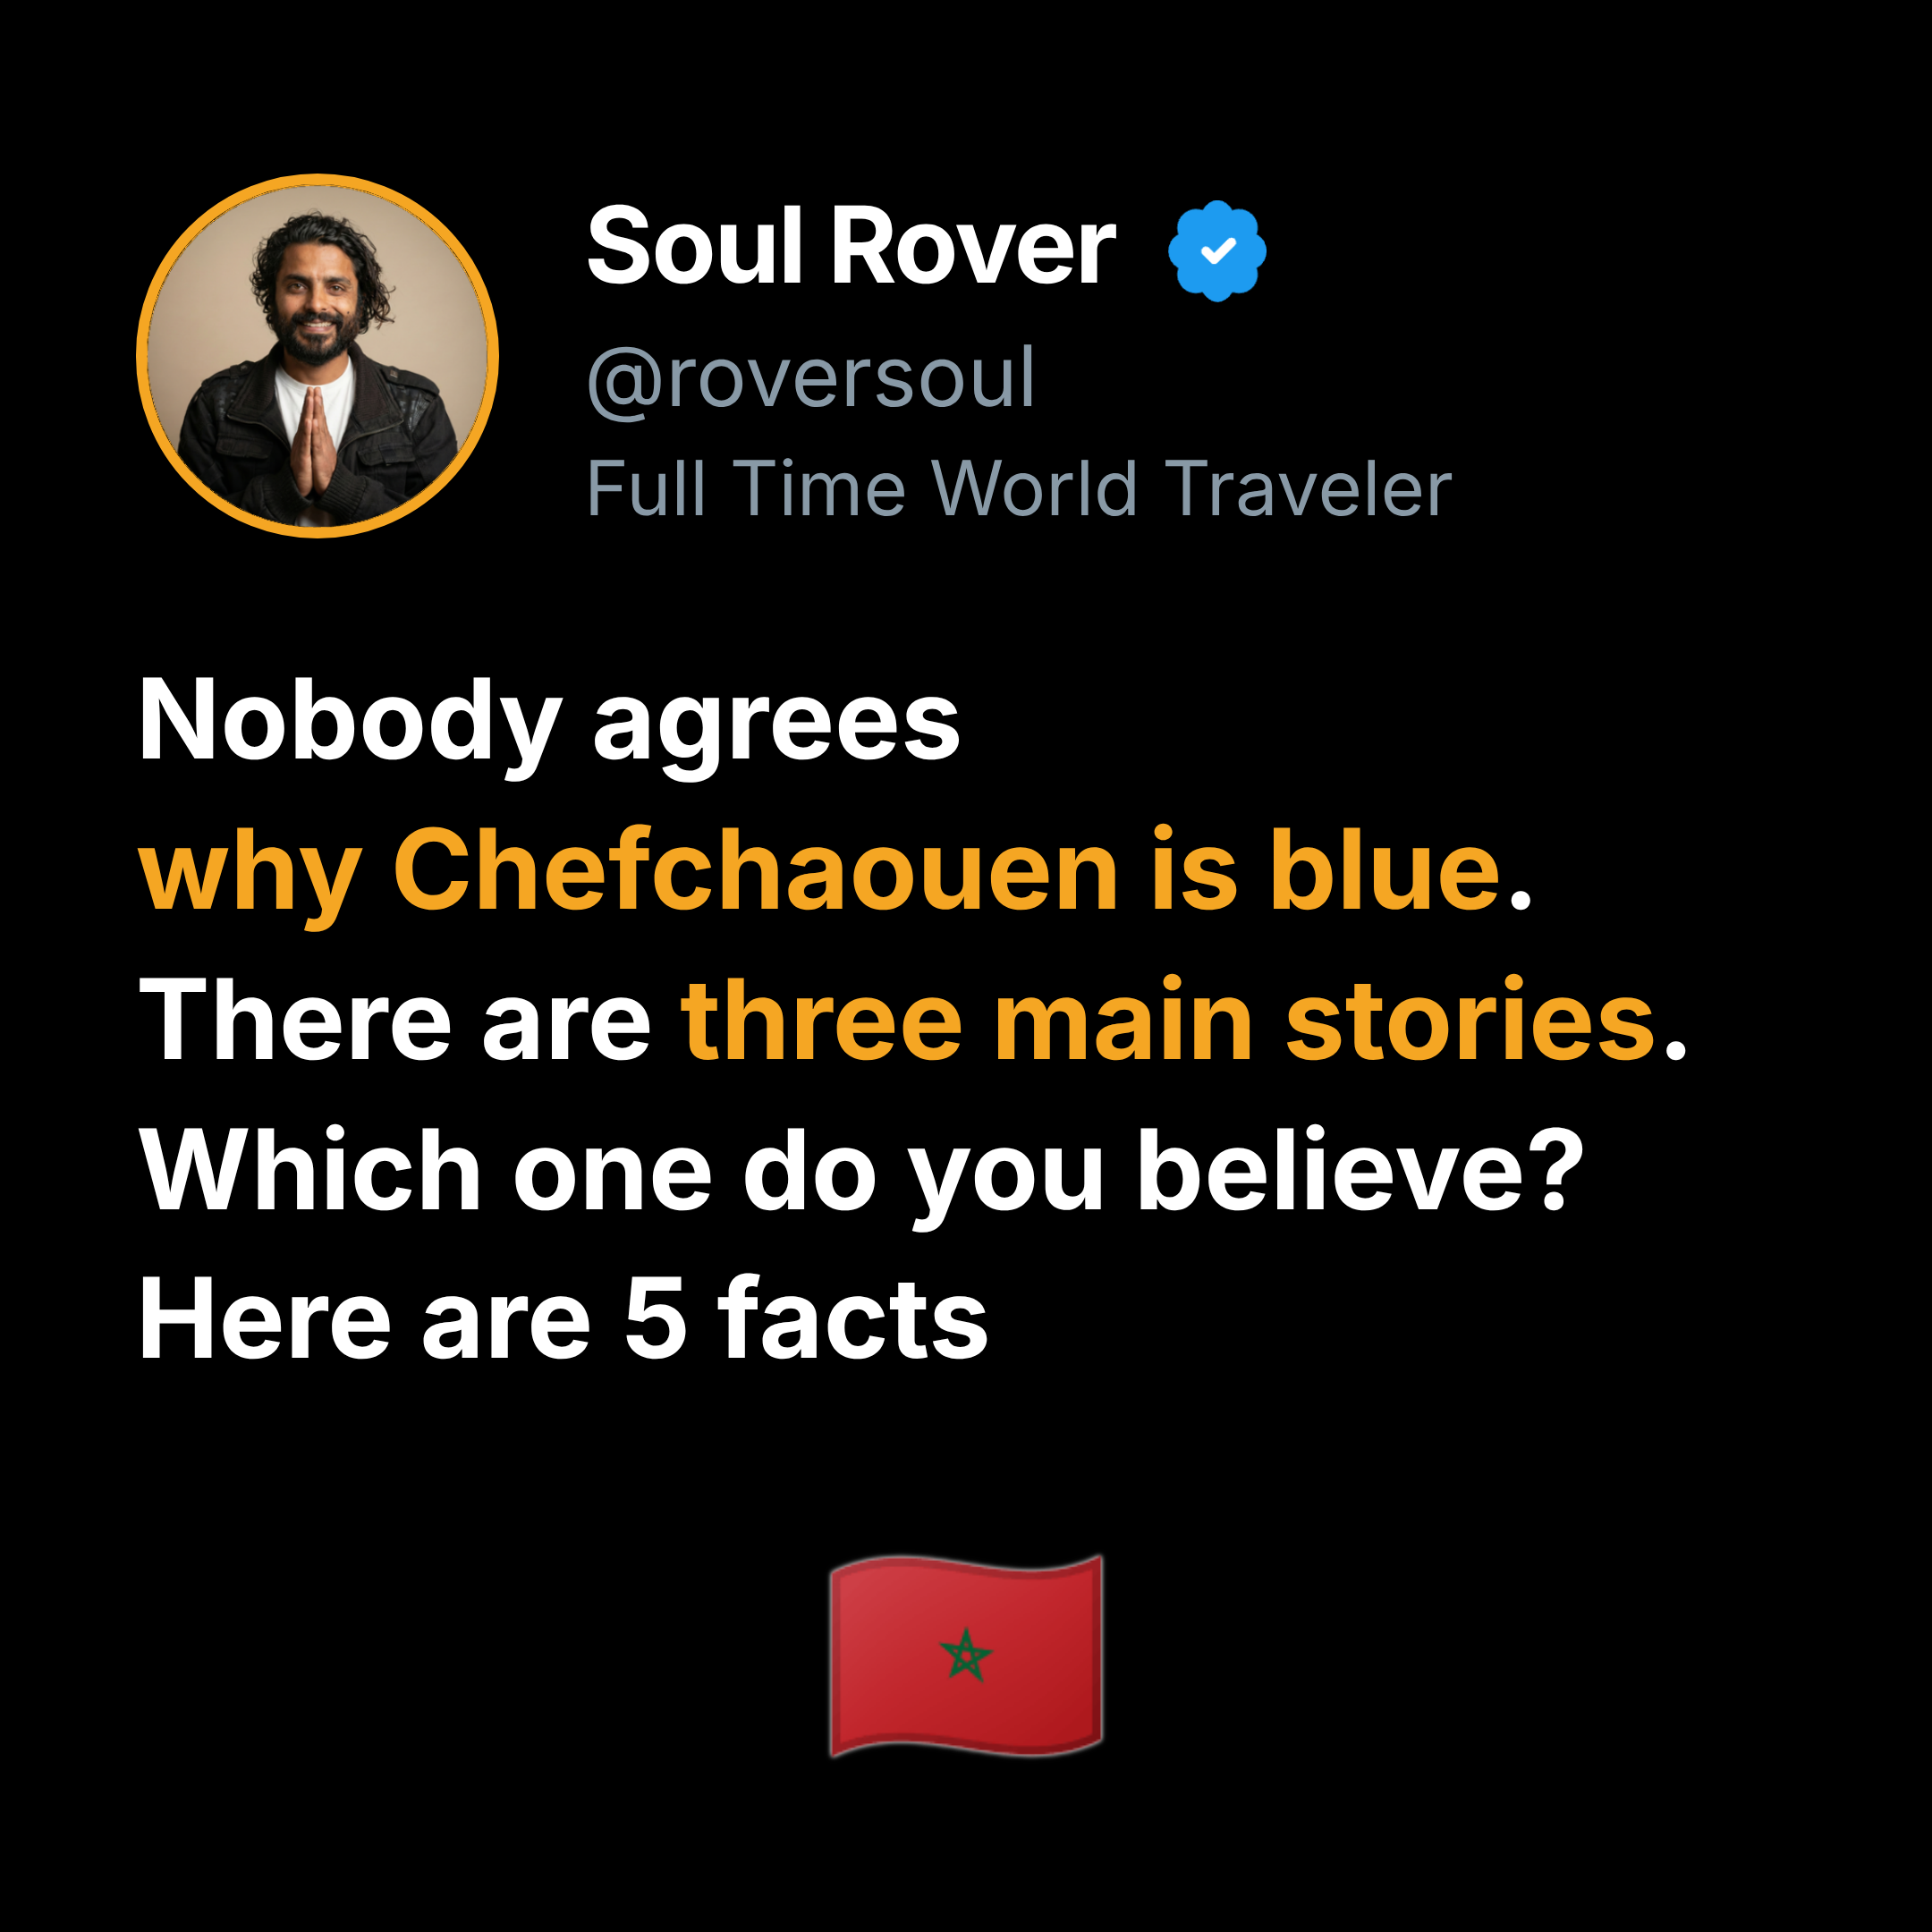 Soul Rover
@roversoul
Full Time World Traveler
Nobody agrees
why Chefchaouen is blue.
There are three main stories.
Which one do you believe?
Here are 5 facts